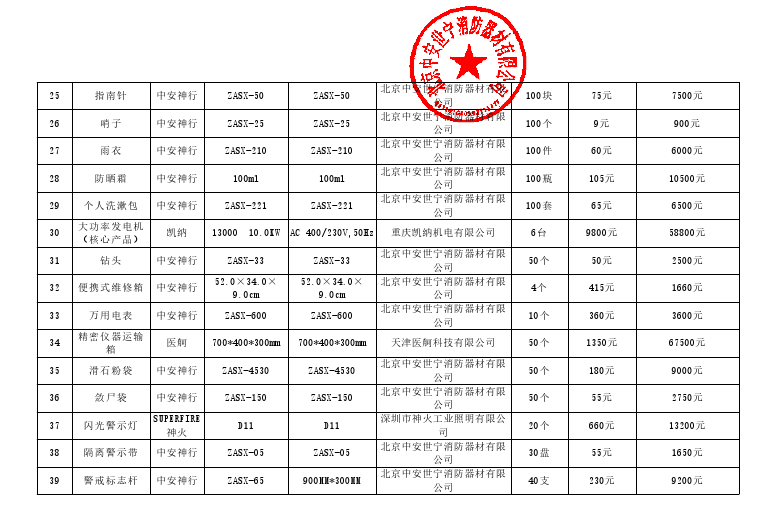 北京中安世宁消防器材有限公司
25 指南针 中安神行 ZASX-50 ZASX-50 北京中安世宁消防器材有限公司 100块 75元 7500元
26 哨子 中安神行 ZASX-25 ZASX-25 北京中安世宁消防器材有限公司 100个 9元 900元
27 雨衣 中安神行 ZASX-210 ZASX-210 北京中安世宁消防器材有限公司 100件 60元 6000元
28 防晒霜 中安神行 100ml 100ml 北京中安世宁消防器材有限公司 100瓶 105元 10500元
29 个人洗漱包 中安神行 ZASX-221 ZASX-221 北京中安世宁消防器材有限公司 100套 65元 6500元
30 大功率发电机（核心产品） 凯纳 13000 10.0KW AC 400/230V,50Hz 重庆凯纳机电有限公司 6台 9800元 58800元
31 钻头 中安神行 ZASX-33 ZASX-33 北京中安世宁消防器材有限公司 50个 50元 2500元
32 便携式维修箱 中安神行 52.0×34.0×9.0cm 52.0×34.0×9.0cm 北京中安世宁消防器材有限公司 4个 415元 1660元
33 万用电表 中安神行 ZASX-600 ZASX-600 北京中安世宁消防器材有限公司 10个 360元 3600元
34 精密仪器运输箱 医舸 700*400*300mm 700*400*300mm 天津医舸科技有限公司 50个 1350元 67500元
35 滑石粉袋 中安神行 ZASX-4530 ZASX-4530 北京中安世宁消防器材有限公司 50个 180元 9000元
36 敛尸袋 中安神行 ZASX-150 ZASX-150 北京中安世宁消防器材有限公司 50个 55元 2750元
37 闪光警示灯 SUPERFIRE神火 D11 D11 深圳市神火工业照明有限公司 20个 660元 13200元
38 隔离警示带 中安神行 ZASX-05 ZASX-05 北京中安世宁消防器材有限公司 30盘 55元 1650元
39 警戒标志杆 中安神行 ZASX-65 900MM*300MM 北京中安世宁消防器材有限公司 40支 230元 9200元